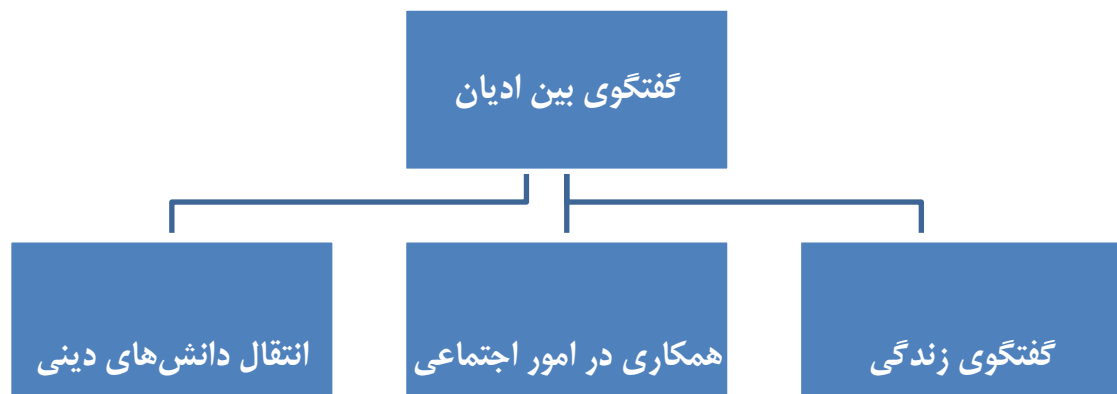 گفتگوی بین ادیان
گفتگوی زندگی
همکاری در امور اجتماعی
انتقال دانش‌های دینی